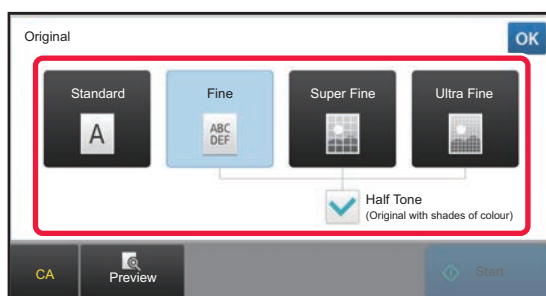 Original
OK
Standard
Fine
Super Fine
Ultra Fine
A
ABC
DEF
Half Tone
(Original with shades of colour)
CA
Preview
Start